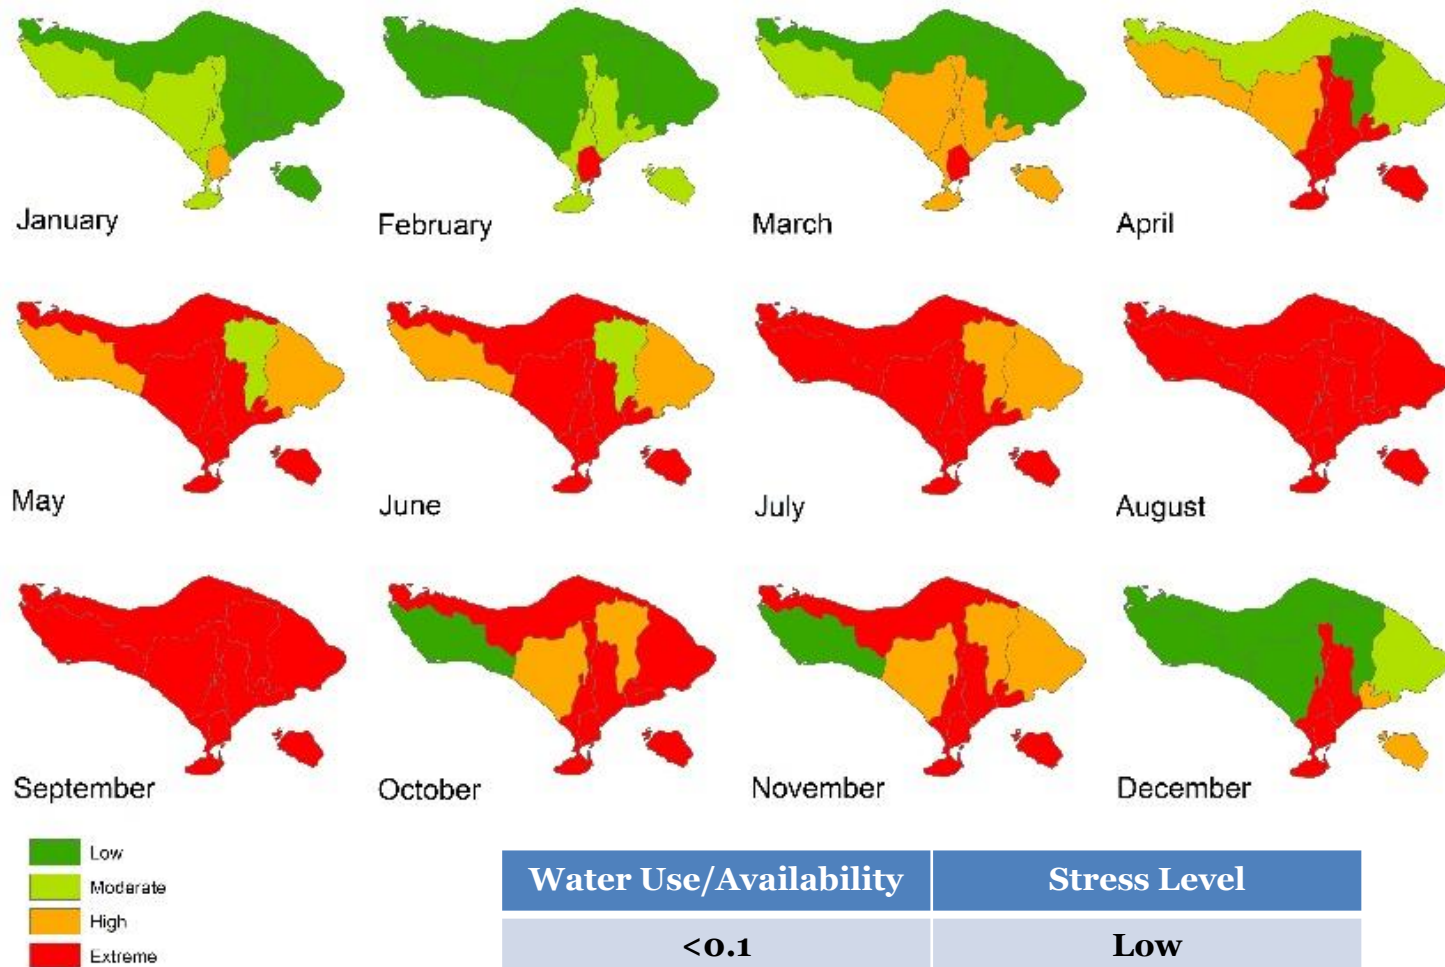 January
February
March
April
May
June
July
August
September
October
November
December
Low
Moderate
High
Extreme
Water Use/Availability Stress Level
<0.1 Low